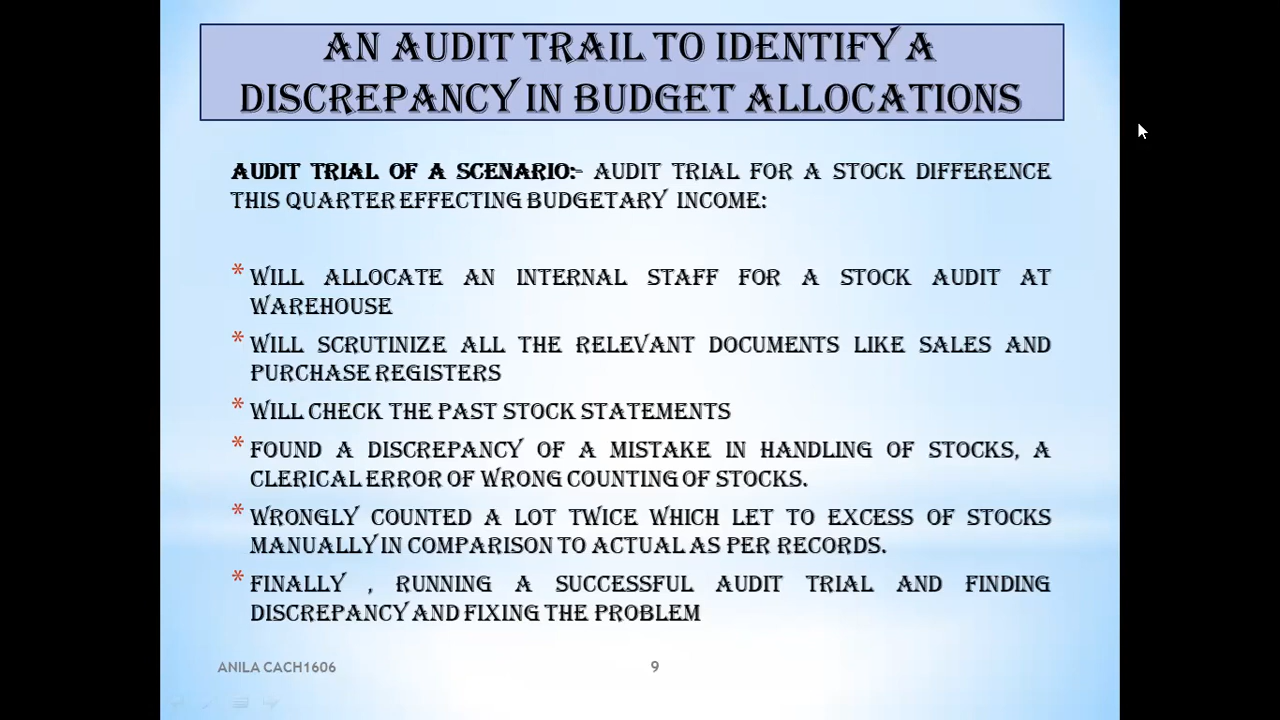 AN AUDIT TRAIL TO IDENTIFY A
DISCREPANCY IN BUDGET ALLOCATIONS
AUDIT TRIAL OF A SCENARIO:- AUDIT TRIAL FOR A STOCK DIFFERENCE
THIS QUARTER EFFECTING BUDGETARY INCOME:
* WILL ALLOCATE AN INTERNAL STAFF FOR A STOCK AUDIT AT
WAREHOUSE
* WILL SCRUTINIZE ALL THE RELEVANT DOCUMENTS LIKE SALES AND
PURCHASE REGISTERS
* WILL CHECK THE PAST STOCK STATEMENTS
* FOUND A DISCREPANCY OF A MISTAKE IN HANDLING OF STOCKS, A
CLERICAL ERROR OF WRONG COUNTING OF STOCKS.
* WRONGLY COUNTED A LOT TWICE WHICH LET TO EXCESS OF STOCKS
MANUALLY IN COMPARISON TO ACTUAL AS PER RECORDS.
* FINALLY , RUNNING A SUCCESSFUL AUDIT TRIAL AND FINDING
DISCREPANCY AND FIXING THE PROBLEM
ANILA CACH1606
9